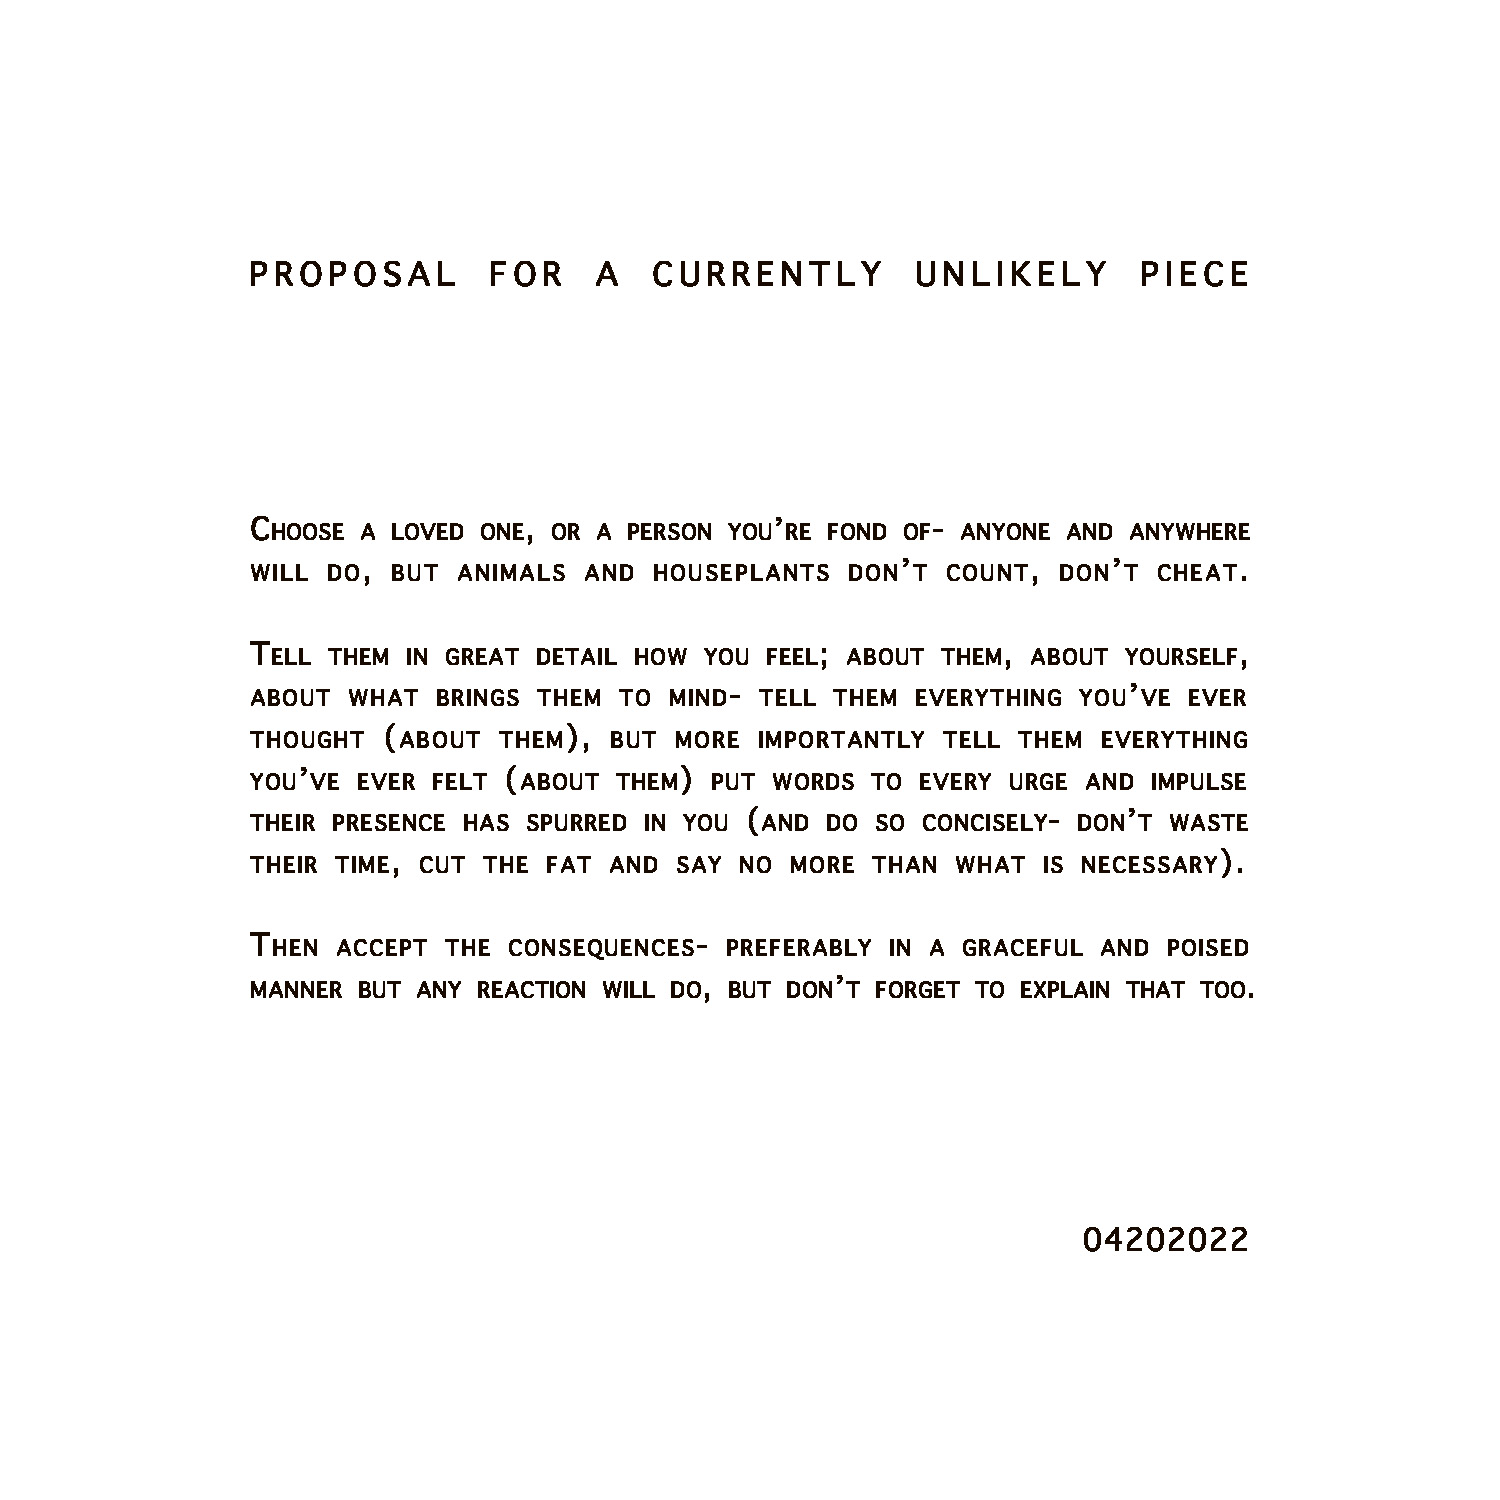 PROPOSAL FOR A CURRENTLY UNLIKELY PIECE
Choose a loved one, or a person you’re fond of- anyone and anywhere
will do, but animals and houseplants don’t count, don’t cheat.
Tell them in great detail how you feel; about them, about yourself,
about what brings them to mind- tell them everything you’ve ever
thought (about them), but more importantly tell them everything
you’ve ever felt (about them) put words to every urge and impulse
their presence has spurred in you (and do so concisely- don’t waste
their time, cut the fat and say no more than what is necessary).
Then accept the consequences- preferably in a graceful and poised
manner but any reaction will do, but don’t forget to explain that too.
04202022